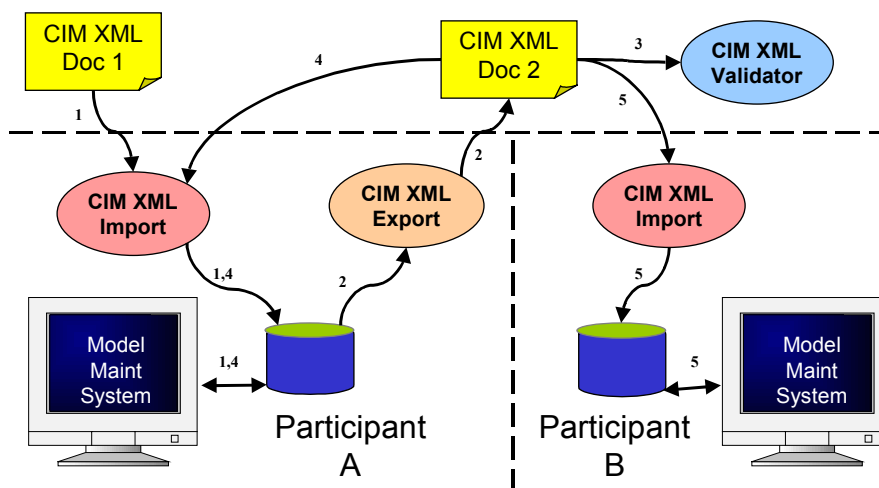 CIM XML
Doc 1
4
CIM XML
Doc 2
3
CIM XML
Validator
1
5
2
CIM XML
Import
CIM XML
Export
CIM XML
Import
1,4
2
5
Model
Maint
System
1,4
5
Model
Maint
System
Participant
A
Participant
B